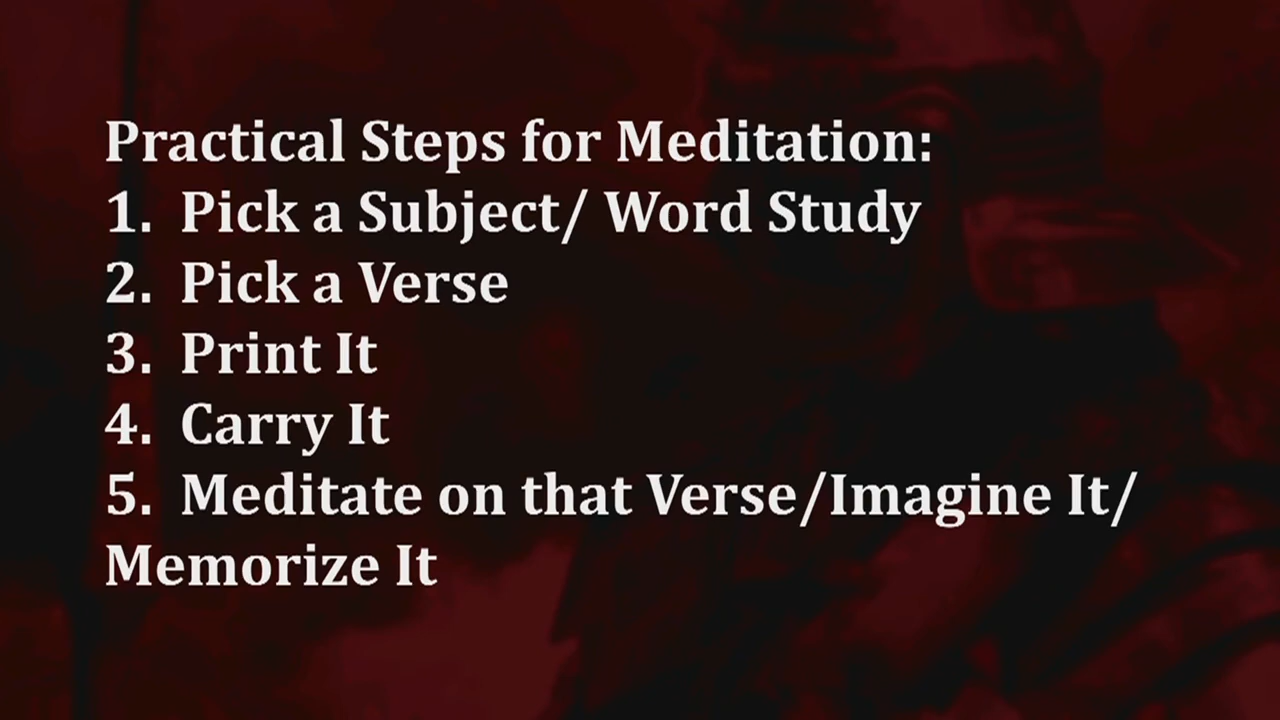 Practical Steps for Meditation:
1. Pick a Subject/ Word Study
2. Pick a Verse
3. Print It
4. Carry It
5. Meditate on that Verse/Imagine It/
Memorize It